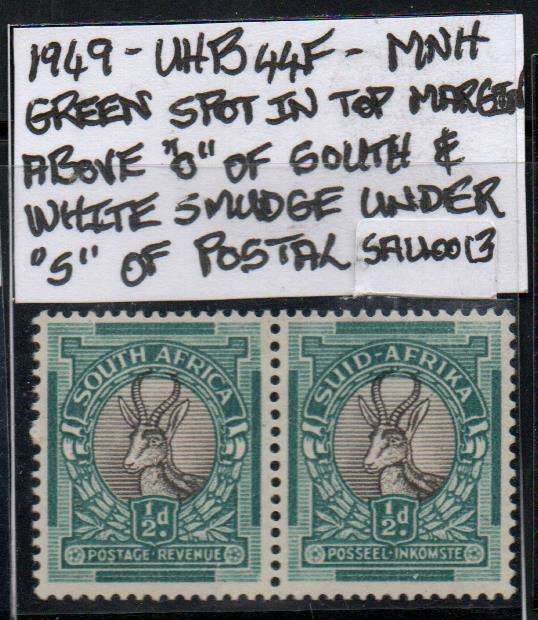 1949 - UHB 44F - MNH
GREEN SPOT IN TOP MARGIN
ABOVE "O" OF SOUTH &
WHITE SMUDGE UNDER
"S" OF POSTAL SAU0013
SOUTH AFRICA SUID-AFRIKA
½d ½d
POSTAGE·REVENUE POSSEEL·INKOMSTE